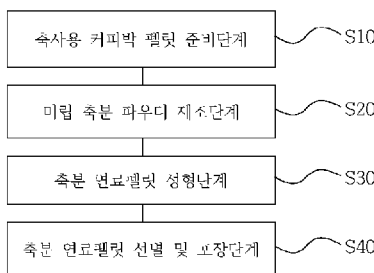 축사용 커피박 펠릿 준비단계
S10
미립 축분 파우더 제조단계
S20
축분 연료펠릿 성형단계
S30
축분 연료펠릿 선별 및 포장단계
S40